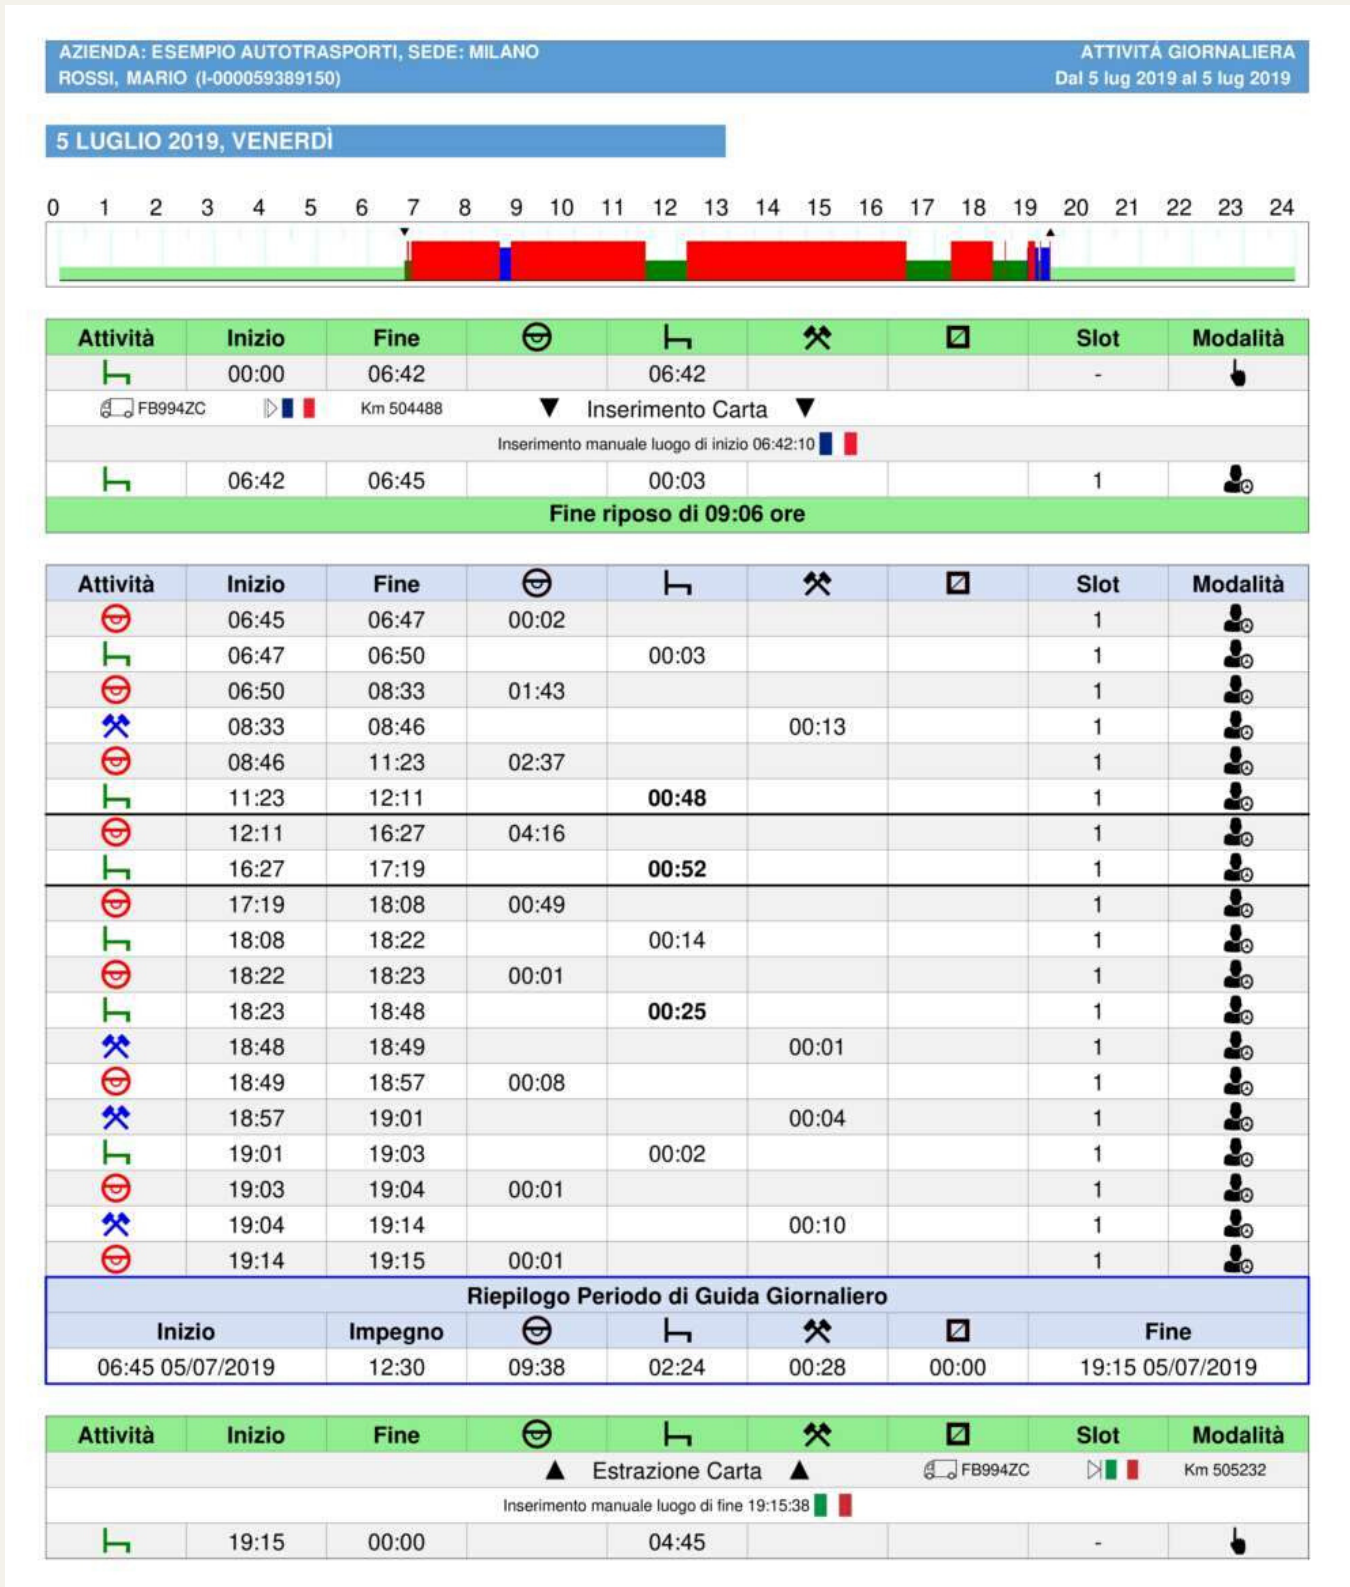 AZIENDA: ESEMPIO AUTOTRASPORTI, SEDE: MILANO ATTIVITÁ GIORNALIERA
ROSSI, MARIO (I-000059389150) Dal 5 lug 2019 al 5 lug 2019
5 LUGLIO 2019, VENERDÌ
0 1 2 3 4 5 6 7 8 9 10 11 12 13 14 15 16 17 18 19 20 21 22 23 24
Attività Inizio Fine Slot Modalità
00:00 06:42 06:42 -
FB994ZC Km 504488 ▼ Inserimento Carta ▼
Inserimento manuale luogo di inizio 06:42:10
06:42 06:45 00:03 1
Fine riposo di 09:06 ore
Attività Inizio Fine Slot Modalità
06:45 06:47 00:02 1
06:47 06:50 00:03 1
06:50 08:33 01:43 1
08:33 08:46 00:13 1
08:46 11:23 02:37 1
11:23 12:11 00:48 1
12:11 16:27 04:16 1
16:27 17:19 00:52 1
17:19 18:08 00:49 1
18:08 18:22 00:14 1
18:22 18:23 00:01 1
18:23 18:48 00:25 1
18:48 18:49 00:01 1
18:49 18:57 00:08 1
18:57 19:01 00:04 1
19:01 19:03 00:02 1
19:03 19:04 00:01 1
19:04 19:14 00:10 1
19:14 19:15 00:01 1
Riepilogo Periodo di Guida Giornaliero
Inizio Impegno Fine
06:45 05/07/2019 12:30 09:38 02:24 00:28 00:00 19:15 05/07/2019
Attività Inizio Fine Slot Modalità
▲ Estrazione Carta ▲ FB994ZC Km 505232
Inserimento manuale luogo di fine 19:15:38
19:15 00:00 04:45 -